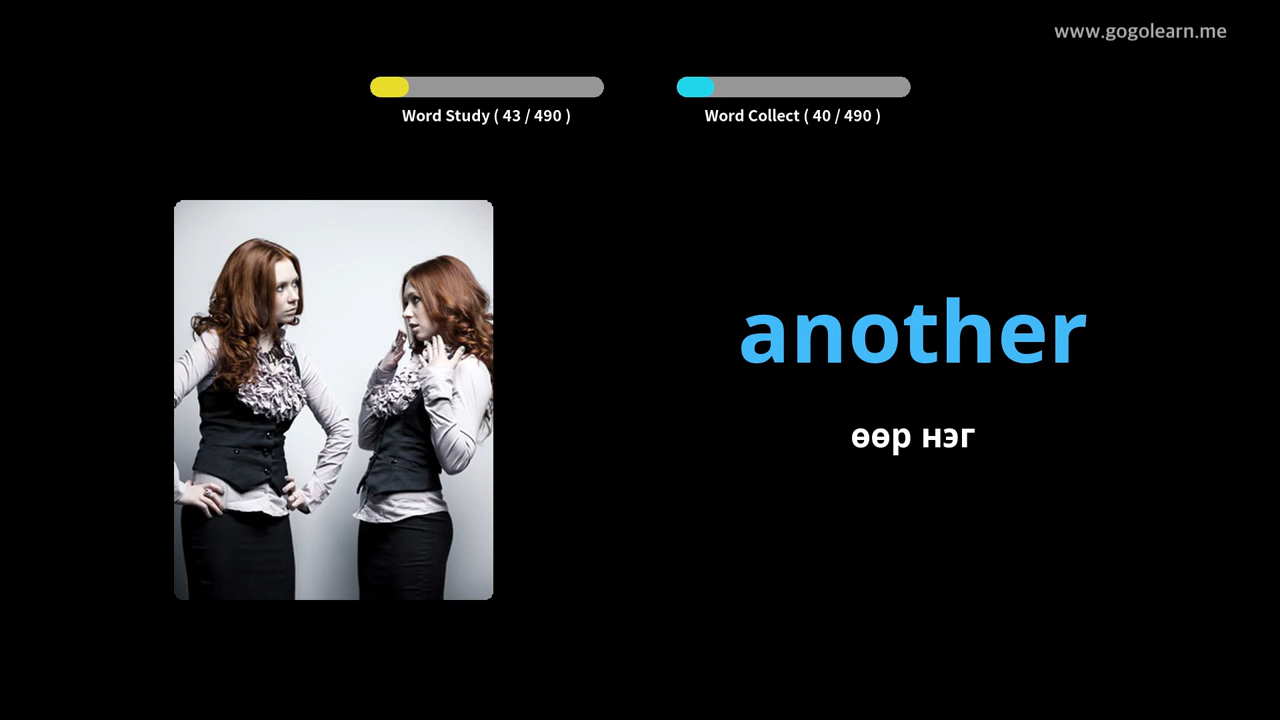 www.gogolearn.me
Word Study ( 43 / 490 )
Word Collect ( 40 / 490 )
another
өөр нэг